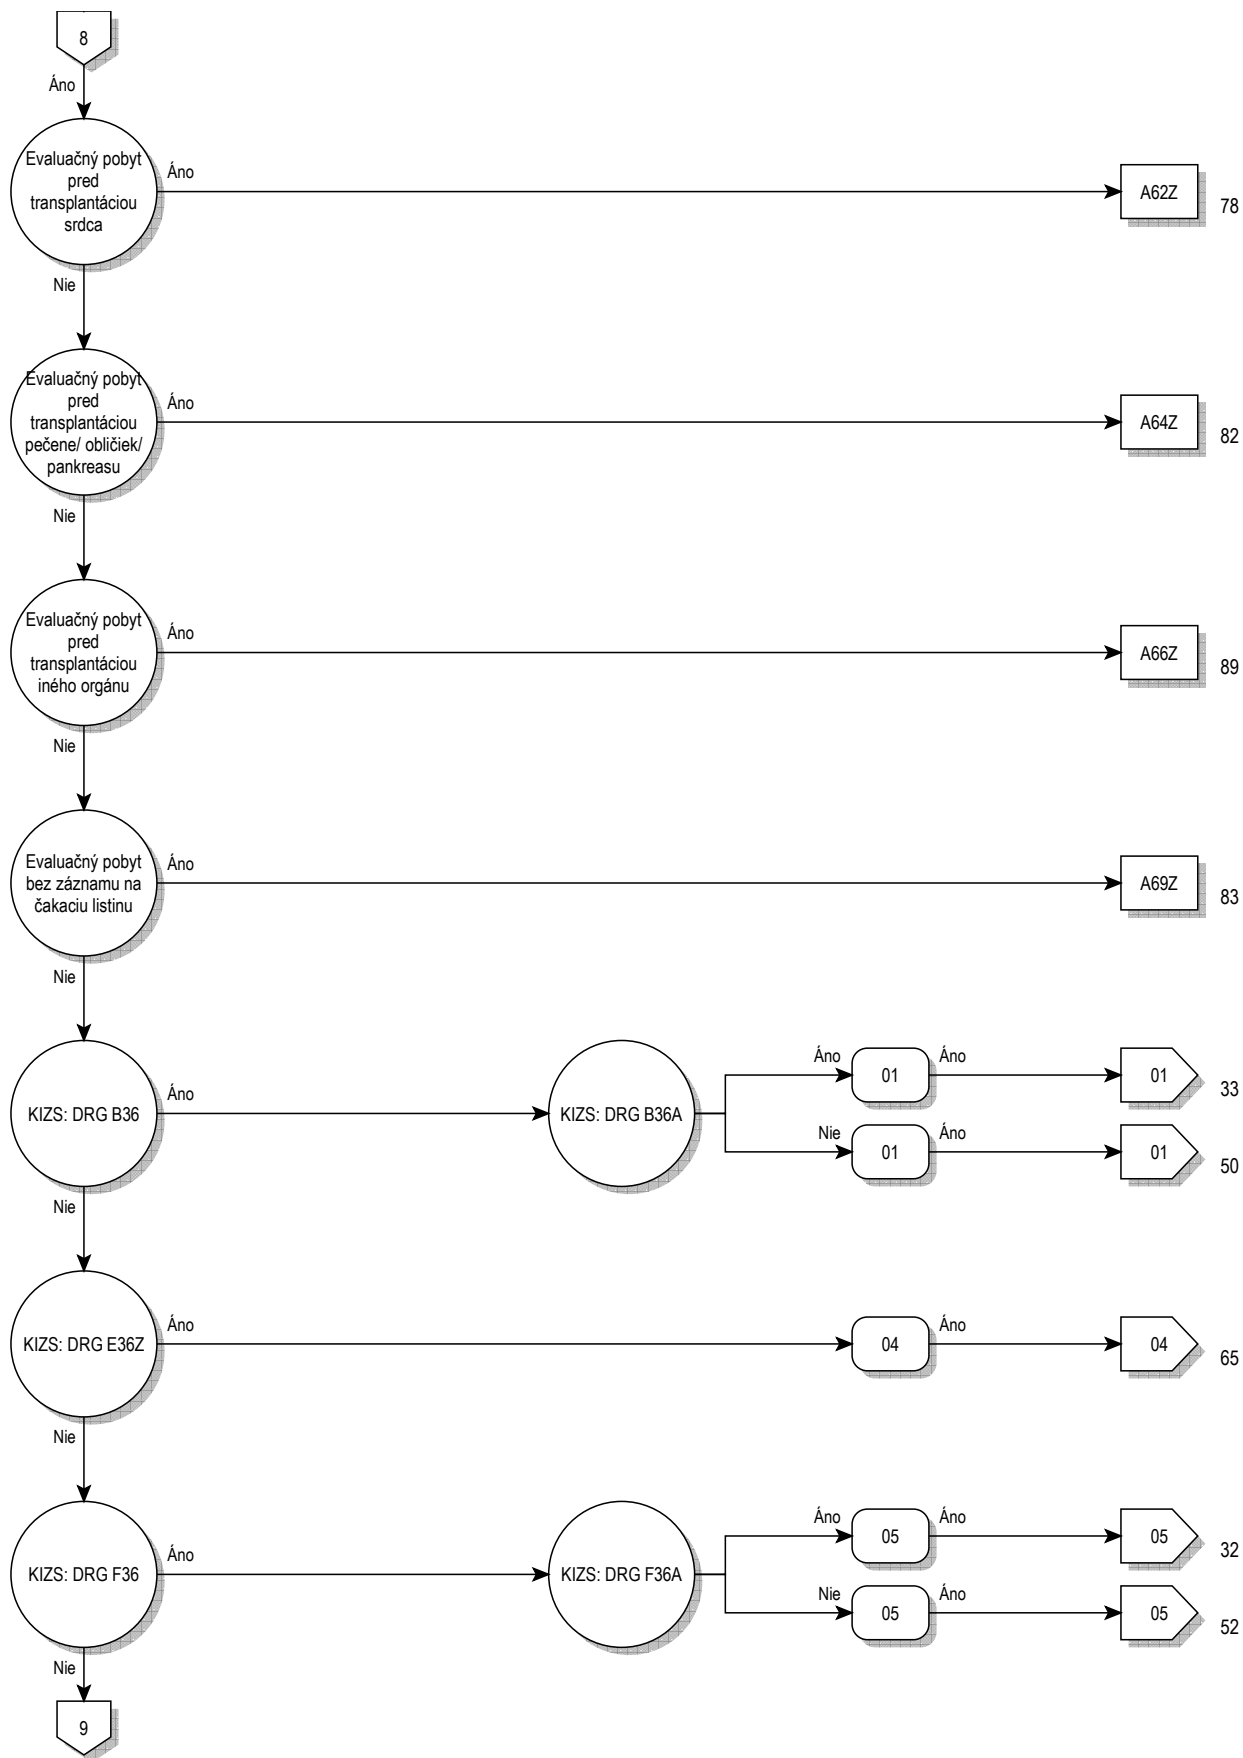 8
Áno
Evaluačný pobyt
pred
transplantáciou
srdca
Áno
A62Z
78
Nie
Evaluačný pobyt
pred
transplantáciou
pečene/ obličiek/
pankreasu
Áno
A64Z
82
Nie
Evaluačný pobyt
pred
transplantáciou
iného orgánu
Áno
A66Z
89
Nie
Evaluačný pobyt
bez záznamu na
čakaciu listinu
Áno
A69Z
83
Nie
KIZS: DRG B36
Áno
KIZS: DRG B36A
Áno
01
Áno
01
33
Nie
01
Áno
01
50
Nie
KIZS: DRG E36Z
Áno
04
Áno
04
65
Nie
KIZS: DRG F36
Áno
KIZS: DRG F36A
Áno
05
Áno
05
32
Nie
05
Áno
05
52
Nie
9